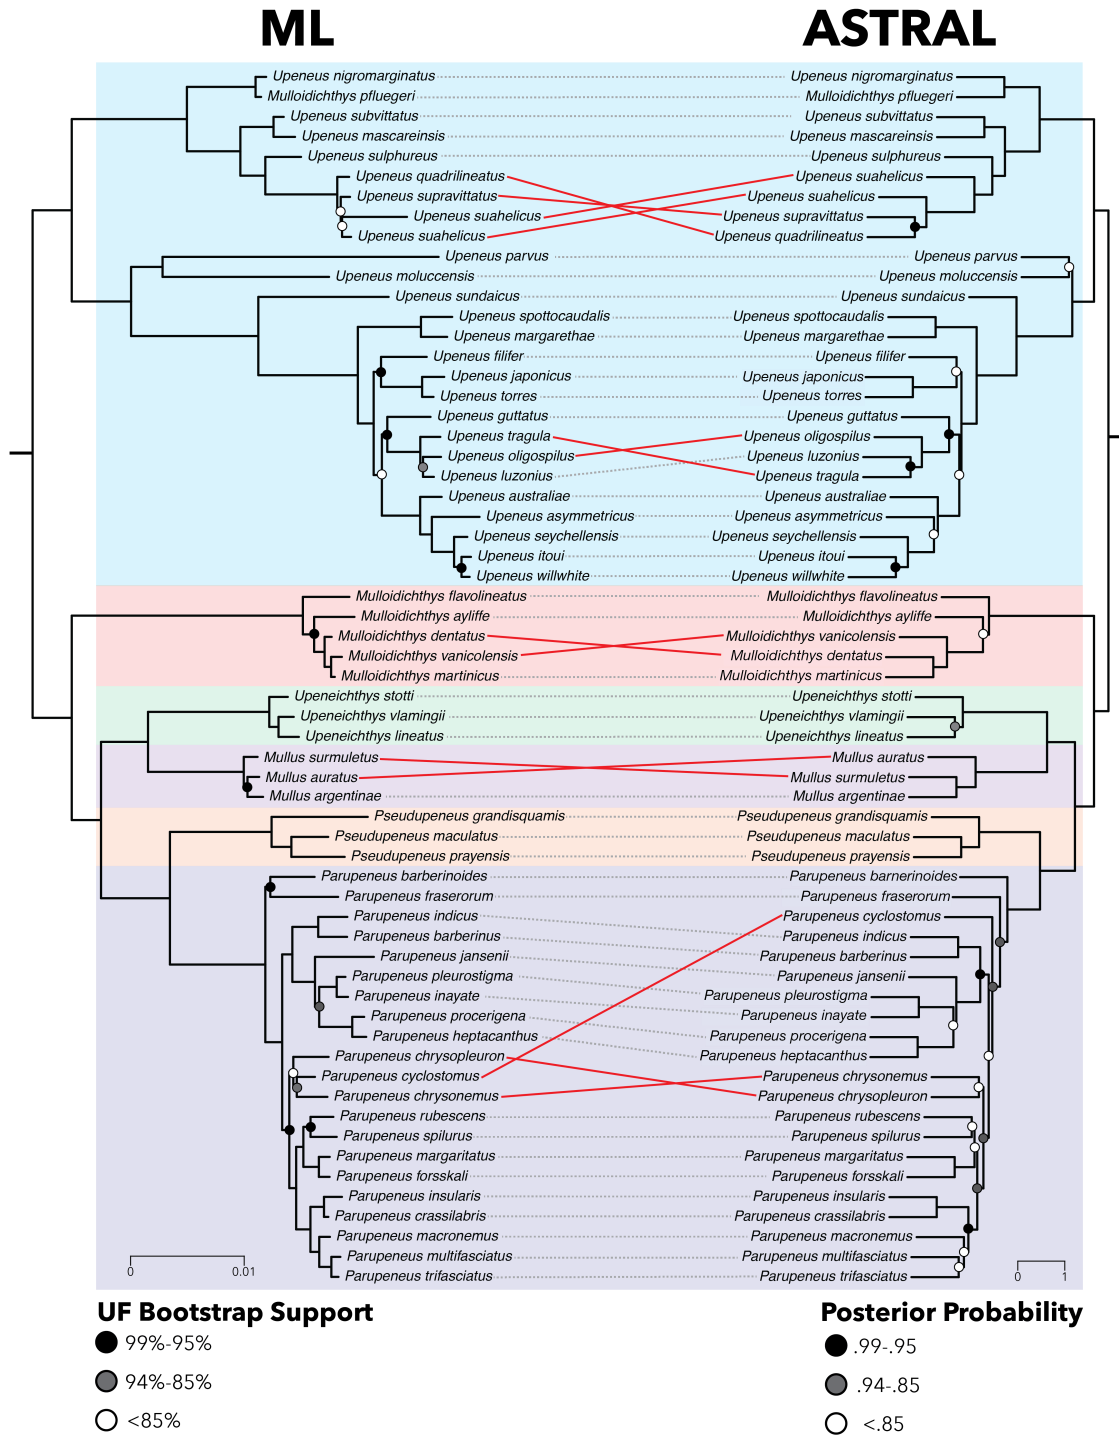 ML ASTRAL
Upeneus nigromarginatus Upeneus nigromarginatus
Mulloidichthys pfluegeri Mulloidichthys pfluegeri
Upeneus subvittatus Upeneus subvittatus
Upeneus mascareinsis Upeneus mascareinsis
Upeneus sulphureus Upeneus sulphureus
Upeneus quadrilineatus Upeneus suahelicus
Upeneus supravittatus Upeneus suahelicus
Upeneus suahelicus Upeneus supravittatus
Upeneus suahelicus Upeneus quadrilineatus
Upeneus parvus Upeneus parvus
Upeneus moluccensis Upeneus moluccensis
Upeneus sundaicus Upeneus sundaicus
Upeneus spottocaudalis Upeneus spottocaudalis
Upeneus margarethae Upeneus margarethae
Upeneus filifer Upeneus filifer
Upeneus japonicus Upeneus japonicus
Upeneus torres Upeneus torres
Upeneus guttatus Upeneus guttatus
Upeneus tragula Upeneus oligospilus
Upeneus oligospilus Upeneus luzonius
Upeneus luzonius Upeneus tragula
Upeneus australiae Upeneus australiae
Upeneus asymmetricus Upeneus asymmetricus
Upeneus seychellensis Upeneus seychellensis
Upeneus itoui Upeneus itoui
Upeneus willwhite Upeneus willwhite
Mulloidichthys flavolineatus Mulloidichthys flavolineatus
Mulloidichthys ayliffe Mulloidichthys ayliffe
Mulloidichthys dentatus Mulloidichthys vanicolensis
Mulloidichthys vanicolensis Mulloidichthys dentatus
Mulloidichthys martinicus Mulloidichthys martinicus
Upeneichthys stotti Upeneichthys stotti
Upeneichthys vlamingii Upeneichthys vlamingii
Upeneichthys lineatus Upeneichthys lineatus
Mullus surmuletus Mullus auratus
Mullus auratus Mullus surmuletus
Mullus argentinae Mullus argentinae
Pseudupeneus grandisquamis Pseudupeneus grandisquamis
Pseudupeneus maculatus Pseudupeneus maculatus
Pseudupeneus prayensis Pseudupeneus prayensis
Parupeneus barberinoides Parupeneus barnerinoides
Parupeneus fraserorum Parupeneus fraserorum
Parupeneus indicus Parupeneus cyclostomus
Parupeneus barberinus Parupeneus indicus
Parupeneus jansenii Parupeneus barberinus
Parupeneus pleurostigma Parupeneus jansenii
Parupeneus inayate Parupeneus pleurostigma
Parupeneus procerigena Parupeneus inayate
Parupeneus heptacanthus Parupeneus procerigena
Parupeneus chrysopleuron Parupeneus heptacanthus
Parupeneus cyclostomus Parupeneus chrysonemus
Parupeneus chrysonemus Parupeneus chrysopleuron
Parupeneus rubescens Parupeneus rubescens
Parupeneus spilurus Parupeneus spilurus
Parupeneus margaritatus Parupeneus margaritatus
Parupeneus forsskali Parupeneus forsskali
Parupeneus insularis Parupeneus insularis
Parupeneus crassilabris Parupeneus crassilabris
Parupeneus macronemus Parupeneus macronemus
Parupeneus multifasciatus Parupeneus multifasciatus
Parupeneus trifasciatus Parupeneus trifasciatus
0 0.01 0 1
UF Bootstrap Support Posterior Probability
99%-95% .99-.95
94%-85% .94-.85
<85% <.85